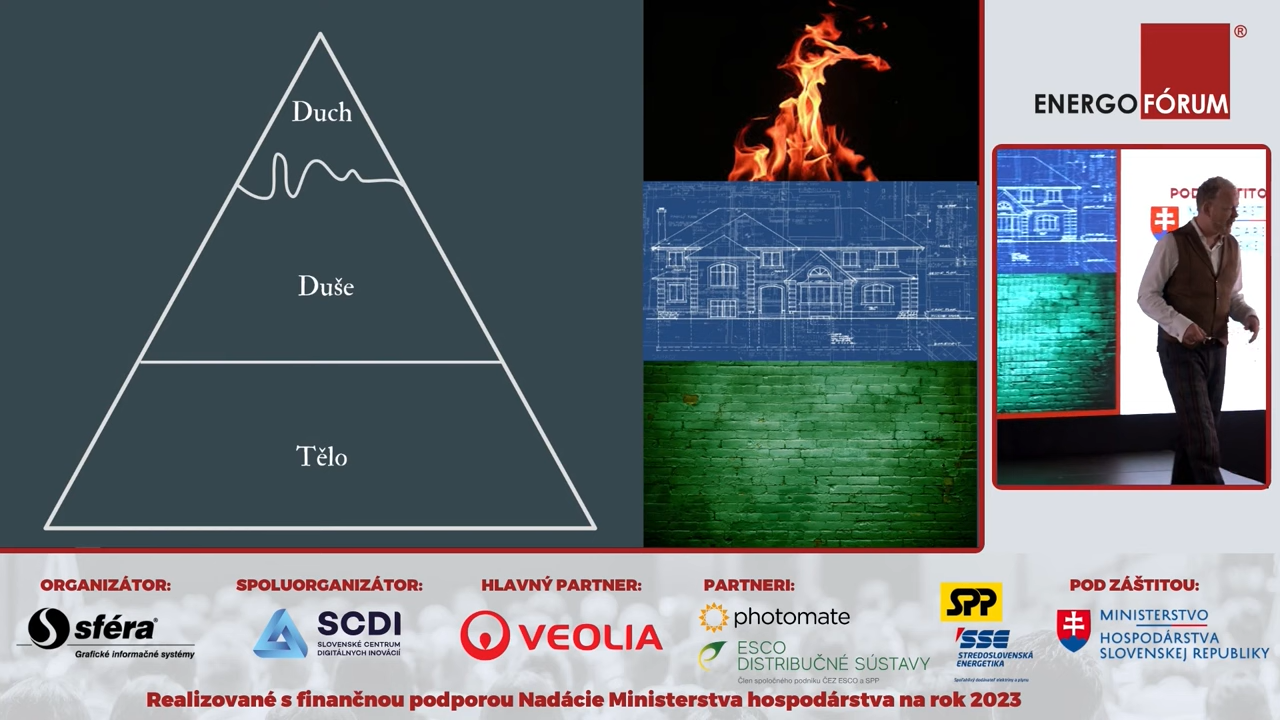 Duch
Duše
Tělo
ENERGOFÓRUM®
ORGANIZÁTOR:
sféra®
Grafické informačné systémy
SPOLUORGANIZÁTOR:
SCDI
SLOVENSKÉ CENTRUM
DIGITÁLNYCH INOVÁCIÍ
HLAVNÝ PARTNER:
VEOLIA
PARTNERI:
photomate
ESCO
DISTRIBUČNÉ SÚSTAVY
Člen spoločného podniku ČEZ ESCO a SPP
SPP
SSE
STREDOSLOVENSKÁ
ENERGETIKA
POD ZÁŠTITOU:
MINISTERSTVO
HOSPODÁRSTVA
SLOVENSKEJ REPUBLIKY
Realizované s finančnou podporou Nadácie Ministerstva hospodárstva na rok 2023